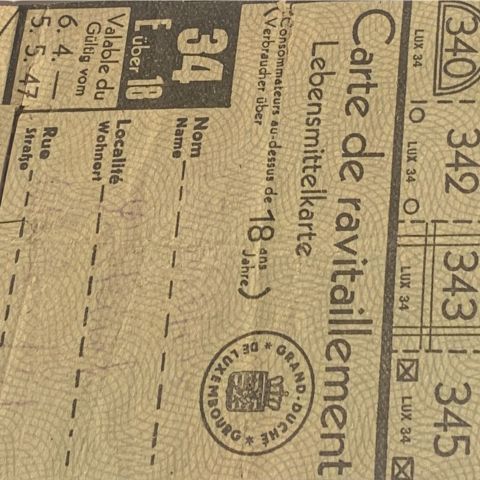 340 342 343 345
LUX 34 LUX 34 LUX 34 LUX 34
Carte de ravitaillement
Lebensmittelkarte
(Consommateurs au-dessus de 18 ans
(Verbraucher über 18 Jahre)
34
E über 18
Valable du
Gültig vom
6. 4. —
5. 5. 47
Nom
Name
Localité
Wohnort
Rue
Straße
GRAND-DUCHÉ
DE LUXEMBOURG